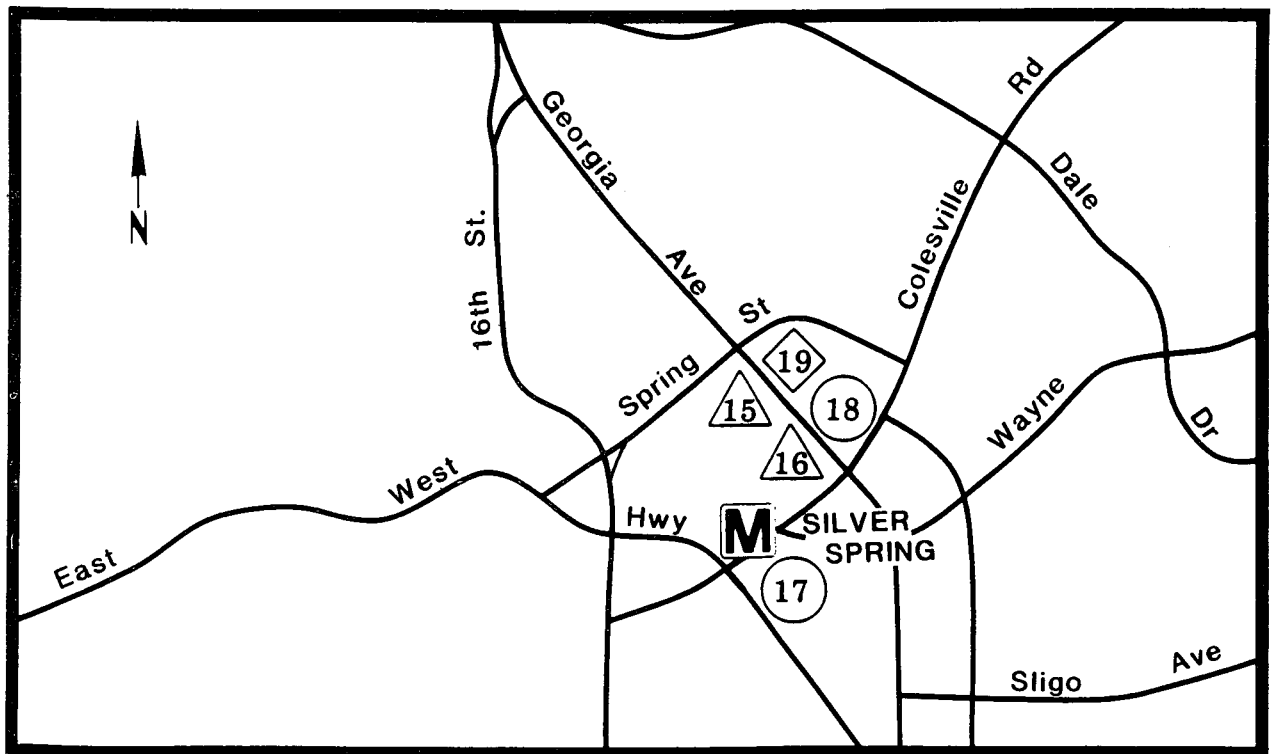 Georgia Ave
Colesville Rd
Dale Dr
N
16th St.
Spring St
19
15
18
16
Wayne
East West Hwy
M
SILVER
SPRING
17
Sligo Ave